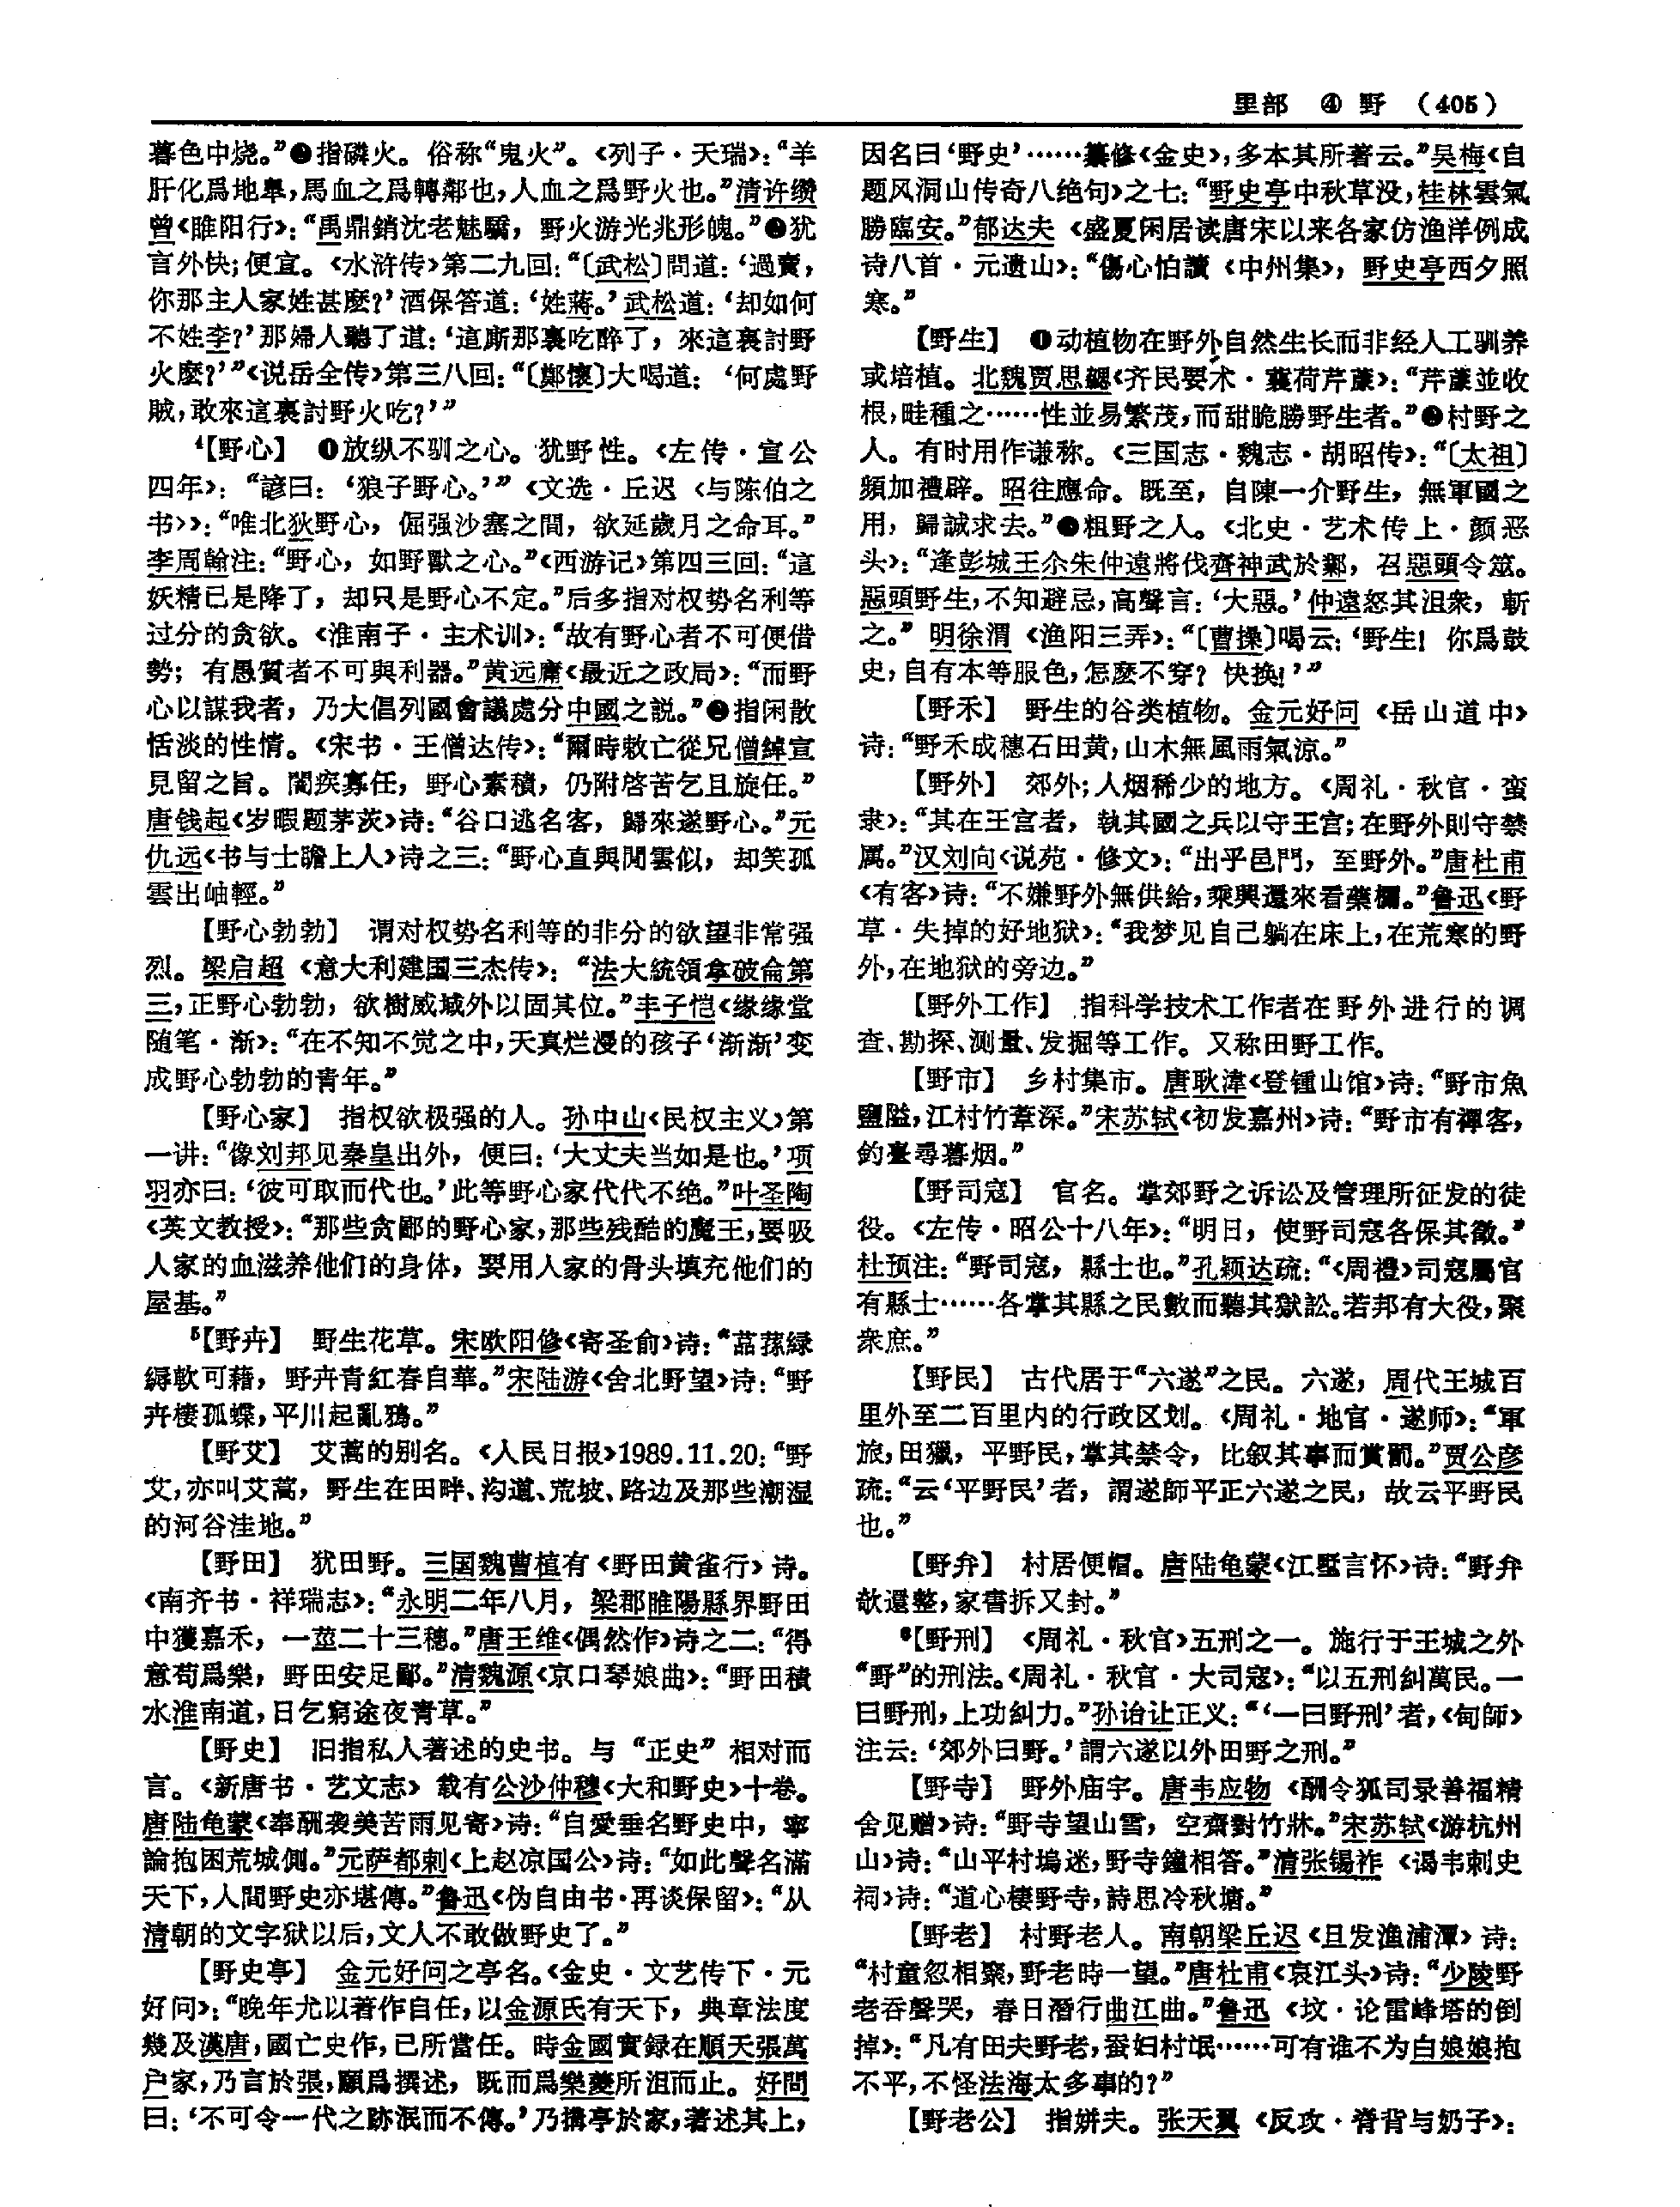 里部 ④ 野 （405）
暮色中烧。”❷指磷火。俗称“鬼火”。《列子·天瑞》：“羊
肝化爲地臯，馬血之爲轉鄰也，人血之爲野火也。”清许缵
曾《睢阳行》：“禹鼎銷沈老魅驕，野火游光兆形魄。”❸犹
言外快；便宜。《水浒传》第二九回：“〔武松〕問道：‘過賣，
你那主人家姓甚麽？’酒保答道：‘姓蔣。’武松道：‘却如何
不姓李？’那婦人聽了道：‘這廝那裏吃醉了，來這裏討野
火麽？’”《说岳全传》第三八回：“〔鄭懷〕大喝道：‘何處野
賊，敢來這裏討野火吃？’”
⁴【野心】 ❶放纵不驯之心。犹野性。《左传·宣公
四年》：“諺曰：‘狼子野心。’”《文选·丘迟〈与陈伯之
书〉》：“唯北狄野心，倔强沙塞之間，欲延歲月之命耳。”
李周翰注：“野心，如野獸之心。”《西游记》第四三回：“這
妖精已是降了，却只是野心不定。”后多指对权势名利等
过分的贪欲。《淮南子·主术训》：“故有野心者不可便借
勢；有愚質者不可與利器。”黄远庸《最近之政局》：“而野
心以謀我者，乃大倡列國會議處分中國之説。”❷指闲散
恬淡的性情。《宋书·王僧达传》：“爾時敕亡從兄僧綽宣
見留之旨。闇疾寡任，野心素積，仍附啓苦乞且旋任。”
唐钱起《岁暇题茅茨》诗：“谷口逃名客，歸來遂野心。”元
仇远《书与士瞻上人》诗之三：“野心直與閒雲似，却笑孤
雲出岫輕。”
【野心勃勃】 谓对权势名利等的非分的欲望非常强
烈。梁启超《意大利建国三杰传》：“法大統領拿破侖第
三，正野心勃勃，欲樹威域外以固其位。”丰子恺《缘缘堂
随笔·渐》：“在不知不觉之中，天真烂漫的孩子‘渐渐’变
成野心勃勃的青年。”
【野心家】 指权欲极强的人。孙中山《民权主义》第
一讲：“像刘邦见秦皇出外，便曰：‘大丈夫当如是也。’项
羽亦曰：‘彼可取而代也。’此等野心家代代不绝。”叶圣陶
《英文教授》：“那些贪鄙的野心家，那些残酷的魔王，要吸
人家的血滋养他们的身体，要用人家的骨头填充他们的
屋基。”
⁵【野卉】 野生花草。宋欧阳修《寄圣俞》诗：“菖蓀緑
縟軟可藉，野卉青紅春自華。”宋陆游《舍北野望》诗：“野
卉棲孤蝶，平川起亂鴉。”
【野艾】 艾蒿的别名。《人民日报》1989.11.20：“野
艾，亦叫艾蒿，野生在田畔、沟道、荒坡、路边及那些潮湿
的河谷洼地。”
【野田】 犹田野。三国魏曹植有《野田黄雀行》诗。
《南齐书·祥瑞志》：“永明二年八月，梁郡睢陽縣界野田
中獲嘉禾，一莖二十三穗。”唐王维《偶然作》诗之二：“得
意苟爲樂，野田安足鄙。”清魏源《京口琴娘曲》：“野田積
水淮南道，日乞窮途夜青草。”
【野史】 旧指私人著述的史书。与“正史”相对而
言。《新唐书·艺文志》载有公沙仲穆《大和野史》十卷。
唐陆龟蒙《奉酬袭美苦雨见寄》诗：“自愛垂名野史中，寧
論抱困荒城側。”元萨都剌《上赵凉国公》诗：“如此聲名滿
天下，人間野史亦堪傳。”鲁迅《伪自由书·再谈保留》：“从
清朝的文字狱以后，文人不敢做野史了。”
【野史亭】 金元好问之亭名。《金史·文艺传下·元
好问》：“晚年尤以著作自任，以金源氏有天下，典章法度
幾及漢唐，國亡史作，己所當任。時金國實録在順天張萬
户家，乃言於張，願爲撰述，既而爲樂夔所沮而止。好問
曰：‘不可令一代之跡泯而不傳。’乃構亭於家，著述其上，
因名曰‘野史’……纂修《金史》，多本其所著云。”吴梅《自
题风洞山传奇八绝句》之七：“野史亭中秋草没，桂林雲氣
勝臨安。”郁达夫《盛夏闲居读唐宋以来各家仿渔洋例成
诗八首·元遗山》：“傷心怕讀《中州集》，野史亭西夕照
寒。”
【野生】 ❶动植物在野外自然生长而非经人工驯养
或培植。北魏贾思勰《齐民要术·蘘荷芹䕲》：“芹䕲並收
根，畦種之……性並易繁茂，而甜脆勝野生者。”❷村野之
人。有时用作谦称。《三国志·魏志·胡昭传》：“〔太祖〕
頻加禮辟。昭往應命。既至，自陳一介野生，無軍國之
用，歸誠求去。”❸粗野之人。《北史·艺术传上·颜恶
头》：“逢彭城王尒朱仲遠將伐齊神武於鄴，召惡頭令筮。
惡頭野生，不知避忌，高聲言：‘大惡。’仲遠怒其沮衆，斬
之。”明徐渭《渔阳三弄》：“〔曹操〕喝云：‘野生！你爲鼓
史，自有本等服色，怎麽不穿？快换！’”
【野禾】 野生的谷类植物。金元好问《岳山道中》
诗：“野禾成穗石田黄，山木無風雨氣涼。”
【野外】 郊外；人烟稀少的地方。《周礼·秋官·蛮
隶》：“其在王宫者，執其國之兵以守王宫；在野外則守禁
厲。”汉刘向《说苑·修文》：“出乎邑門，至野外。”唐杜甫
《有客》诗：“不嫌野外無供給，乘興還來看藥欄。”鲁迅《野
草·失掉的好地狱》：“我梦见自己躺在床上，在荒寒的野
外，在地狱的旁边。”
【野外工作】 指科学技术工作者在野外进行的调
查、勘探、测量、发掘等工作。又称田野工作。
【野市】 乡村集市。唐耿湋《登锺山馆》诗：“野市魚
鹽隘，江村竹葦深。”宋苏轼《初发嘉州》诗：“野市有禪客，
釣臺尋暮烟。”
【野司寇】 官名。掌郊野之诉讼及管理所征发的徒
役。《左传·昭公十八年》：“明日，使野司寇各保其徵。”
杜预注：“野司寇，縣士也。”孔颖达疏：“《周禮》司寇屬官
有縣士……各掌其縣之民數而聽其獄訟。若邦有大役，聚
衆庶。”
【野民】 古代居于“六遂”之民。六遂，周代王城百
里外至二百里内的行政区划。《周礼·地官·遂师》：“軍
旅，田獵，平野民，掌其禁令，比叙其事而賞罰。”贾公彦
疏：“云‘平野民’者，謂遂師平正六遂之民，故云平野民
也。”
【野弁】 村居便帽。唐陆龟蒙《江墅言怀》诗：“野弁
欹還整，家書拆又封。”
⁶【野刑】 《周礼·秋官》五刑之一。施行于王城之外
“野”的刑法。《周礼·秋官·大司寇》：“以五刑糾萬民。一
曰野刑，上功糾力。”孙诒让正义：“‘一曰野刑’者，《甸師》
注云：‘郊外曰野。’謂六遂以外田野之刑。”
【野寺】 野外庙宇。唐韦应物《酬令狐司录善福精
舍见赠》诗：“野寺望山雪，空齋對竹牀。”宋苏轼《游杭州
山》诗：“山平村塢迷，野寺鐘相答。”清张锡祚《谒韦刺史
祠》诗：“道心棲野寺，詩思冷秋塘。”
【野老】 村野老人。南朝梁丘迟《旦发渔浦潭》诗：
“村童忽相聚，野老時一望。”唐杜甫《哀江头》诗：“少陵野
老吞聲哭，春日潛行曲江曲。”鲁迅《坟·论雷峰塔的倒
掉》：“凡有田夫野老，蚕妇村氓……可有谁不为白娘娘抱
不平，不怪法海太多事的？”
【野老公】 指姘夫。张天翼《反攻·脊背与奶子》：